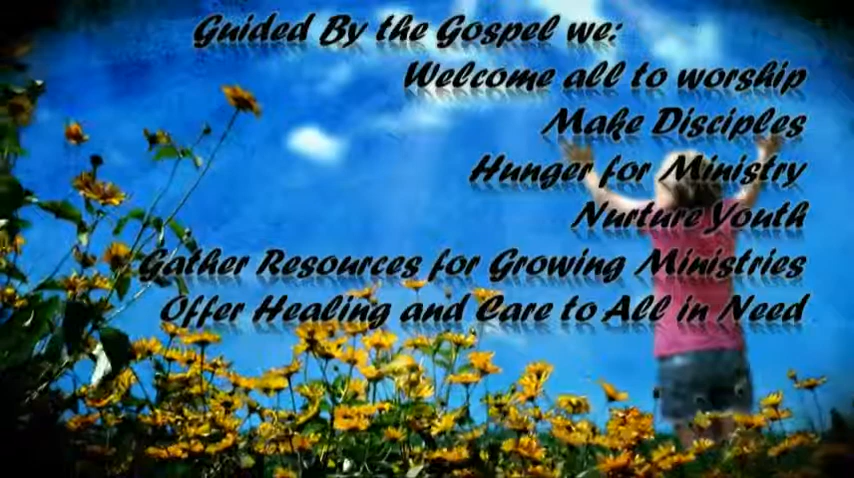 Guided By the Gospel we:
Welcome all to worship
Make Disciples
Hunger for Ministry
Nurture Youth
Gather Resources for Growing Ministries
Offer Healing and Care to All in Need